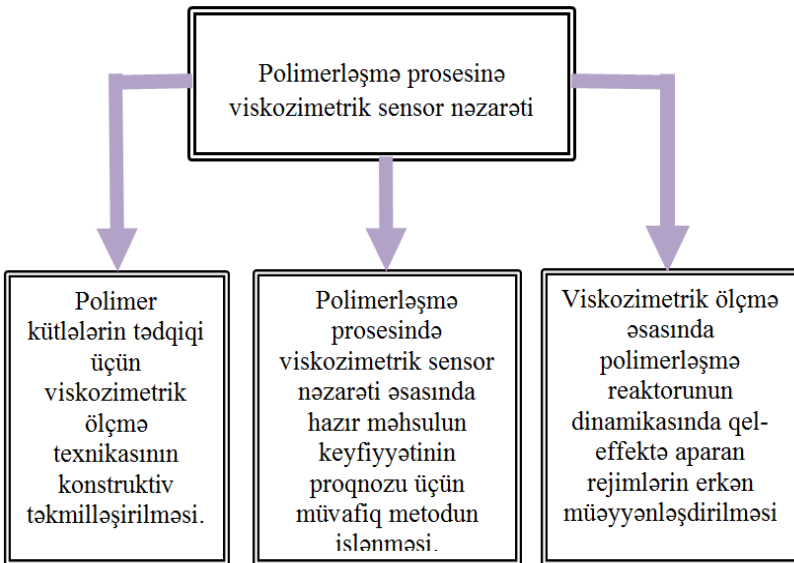 Polimerləşmə prosesinə
viskozimetrik sensor nəzarəti
Polimer
kütlələrin tədqiqi
üçün
viskozimetrik
ölçmə
texnikasının
konstruktiv
təkmilləşirilməsi.
Polimerləşmə
prosesində
viskozimetrik sensor
nəzarəti əsasında
hazır məhsulun
keyfiyyətinin
proqnozu üçün
müvafiq metodun
islənməsi.
Viskozimetrik ölçmə
əsasında
polimerləşmə
reaktorunun
dinamikasında qel-
effektə aparan
rejimlərin erkən
müəyyənləşdirilməsi